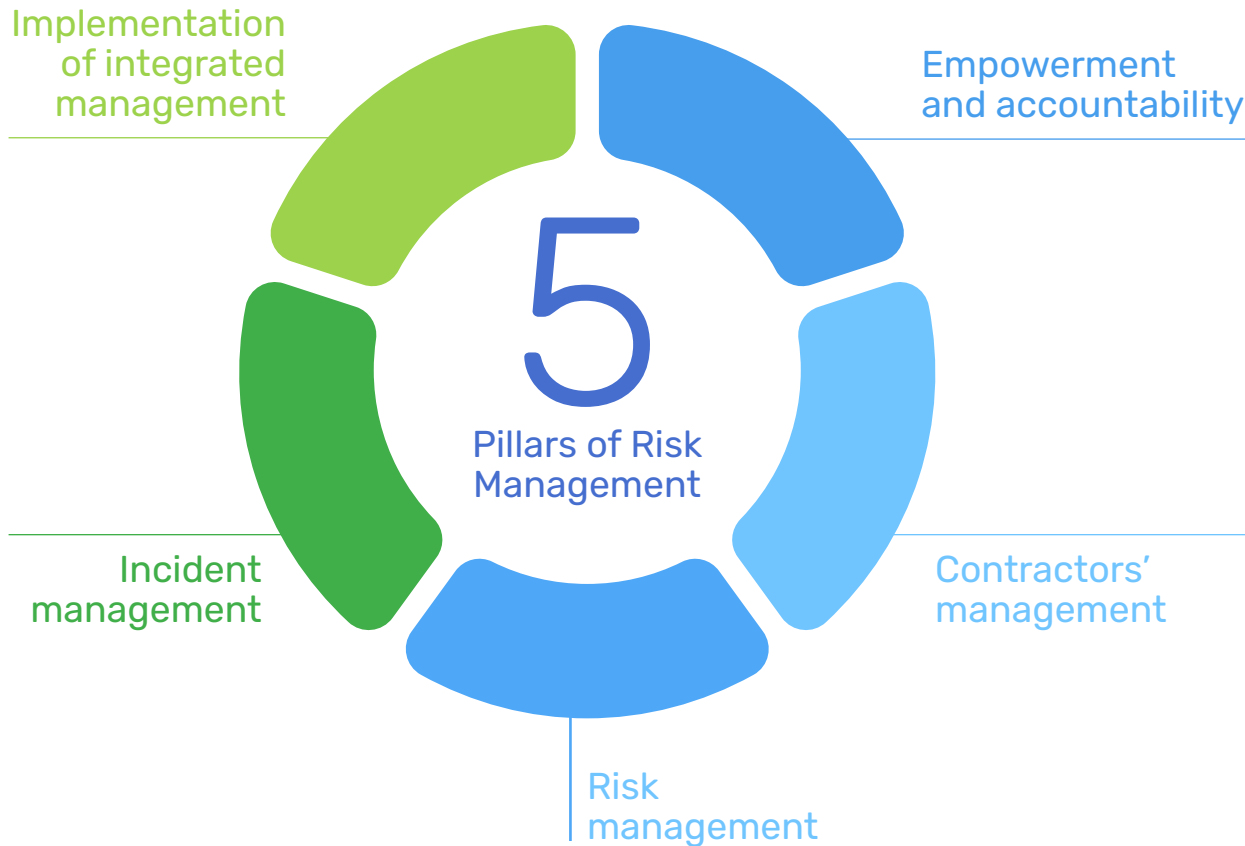 Implementation
of integrated
management
Empowerment
and accountability
5
Pillars of Risk
Management
Incident
management
Contractors’
management
Risk
management